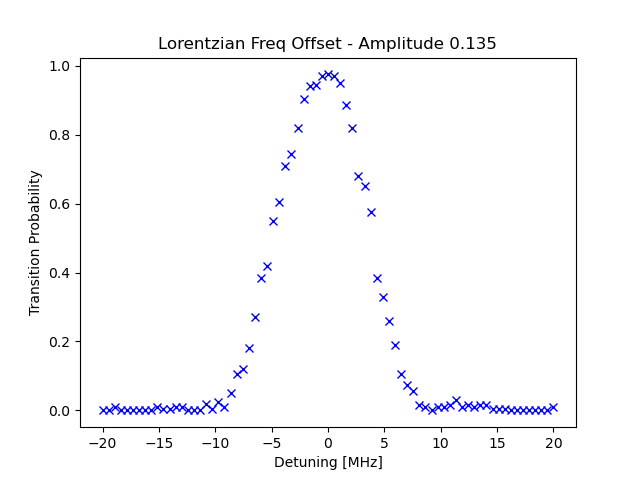 Lorentzian Freq Offset - Amplitude 0.135
1.0
0.8
0.6
0.4
0.2
0.0
Transition Probability
−20 −15 −10 −5 0 5 10 15 20
Detuning [MHz]